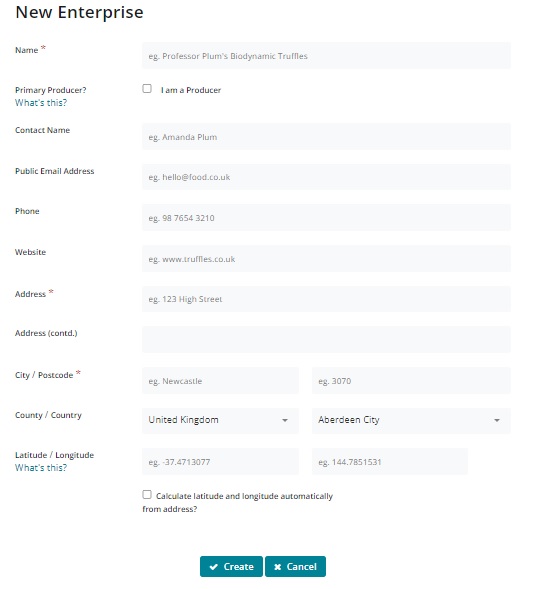 New Enterprise
Name *
eg. Professor Plum's Biodynamic Truffles
Primary Producer?
I am a Producer
What's this?
Contact Name
eg. Amanda Plum
Public Email Address
eg. hello@food.co.uk
Phone
eg. 98 7654 3210
Website
eg. www.truffles.co.uk
Address *
eg. 123 High Street
Address (contd.)
City / Postcode *
eg. Newcastle
eg. 3070
County / Country
United Kingdom
Aberdeen City
Latitude / Longitude
What's this?
eg. -37.4713077
eg. 144.7851531
Calculate latitude and longitude automatically
from address?
Create
Cancel